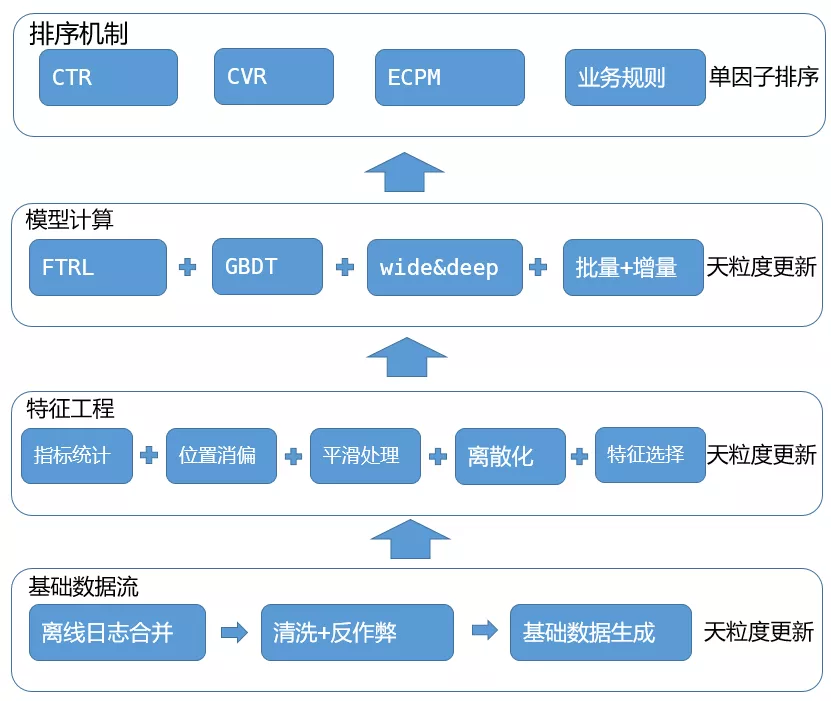 排序机制
CTR CVR ECPM 业务规则 单因子排序
模型计算
FTRL GBDT wide&deep 批量+增量 天粒度更新
特征工程
指标统计 位置消偏 平滑处理 离散化 特征选择 天粒度更新
基础数据流
离线日志合并 清洗+反作弊 基础数据生成 天粒度更新